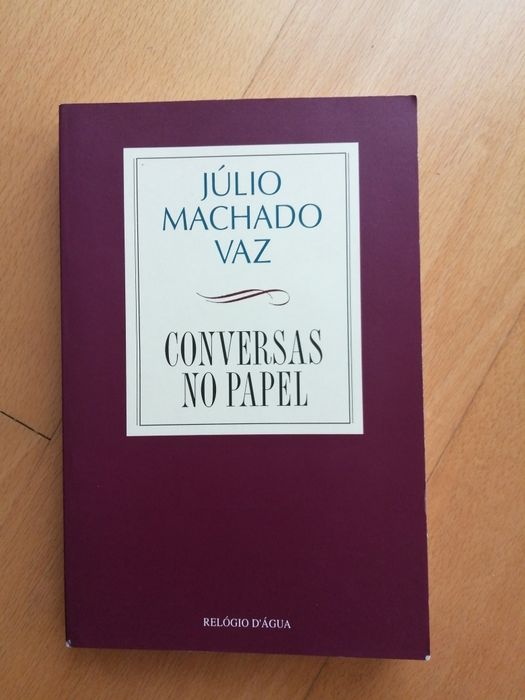 JÚLIO
MACHADO
VAZ
CONVERSAS
NO PAPEL
RELÓGIO D'ÁGUA